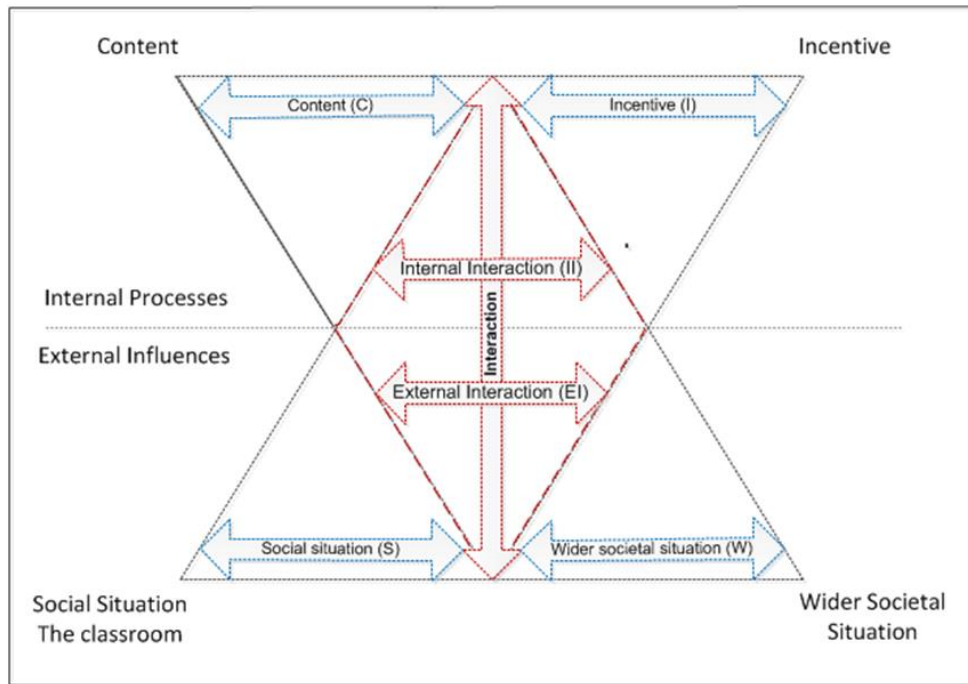 Content
Incentive
Content (C)
Incentive (I)
Internal Interaction (II)
Internal Processes
Interaction
External Influences
External Interaction (EI)
Social situation (S)
Wider societal situation (W)
Social Situation
The classroom
Wider Societal
Situation